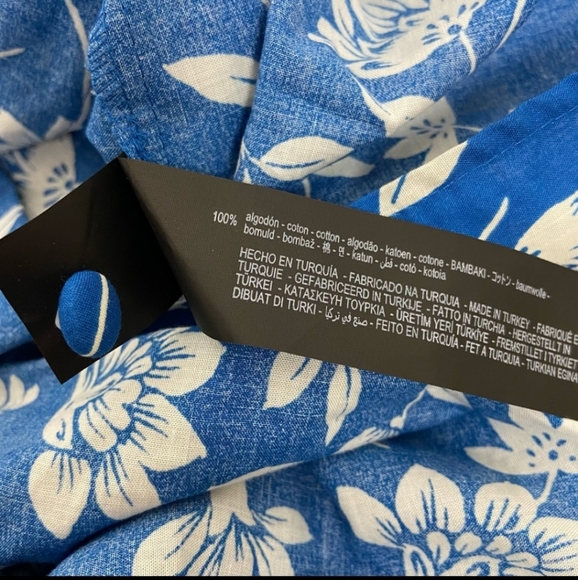 100% algodón - coton - cotton - algodão - katoen - cotone - BAMBAKI - コットン - baumwolle -
bomuld - bombaž - 棉 - 면 - katun - قطن - cotó - kotoia
HECHO EN TURQUÍA - FABRICADO NA TURQUIA - MADE IN TURKEY - FABRIQUÉ E
TURQUIE - GEFABRICEERD IN TURKIJE - FATTO IN TURCHIA - HERGESTELLT IN
TÜRKEI - ΚΑΤΑΣΚΕΥΗ ΤΟΥΡΚΙΑ - ÜRETİM YERİ TÜRKİYE - FREMSTILLET I TYRKIET
DIBUAT DI TURKI - صنع في تركيا - FEITO EN TURQUÍA - FET A TURQUIA - TURKIAN EGINA